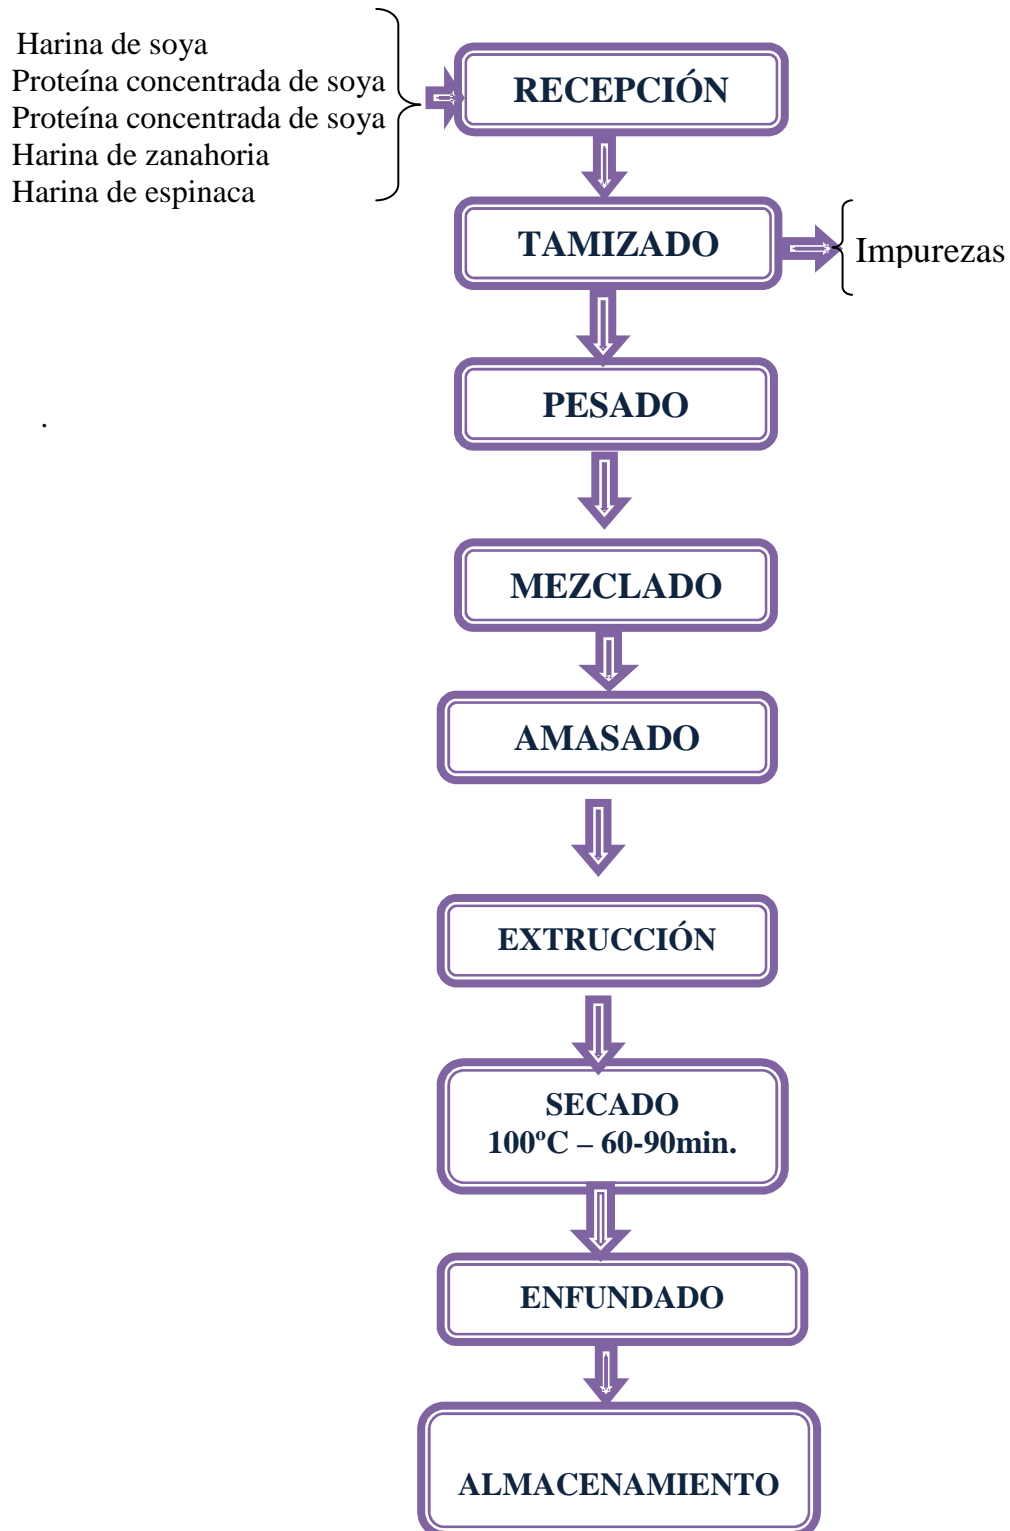 Harina de soya
Proteína concentrada de soya
Proteína concentrada de soya
Harina de zanahoria
Harina de espinaca
RECEPCIÓN
TAMIZADO
Impurezas
PESADO
.
MEZCLADO
AMASADO
EXTRUCCIÓN
SECADO
100ºC – 60-90min.
ENFUNDADO
ALMACENAMIENTO